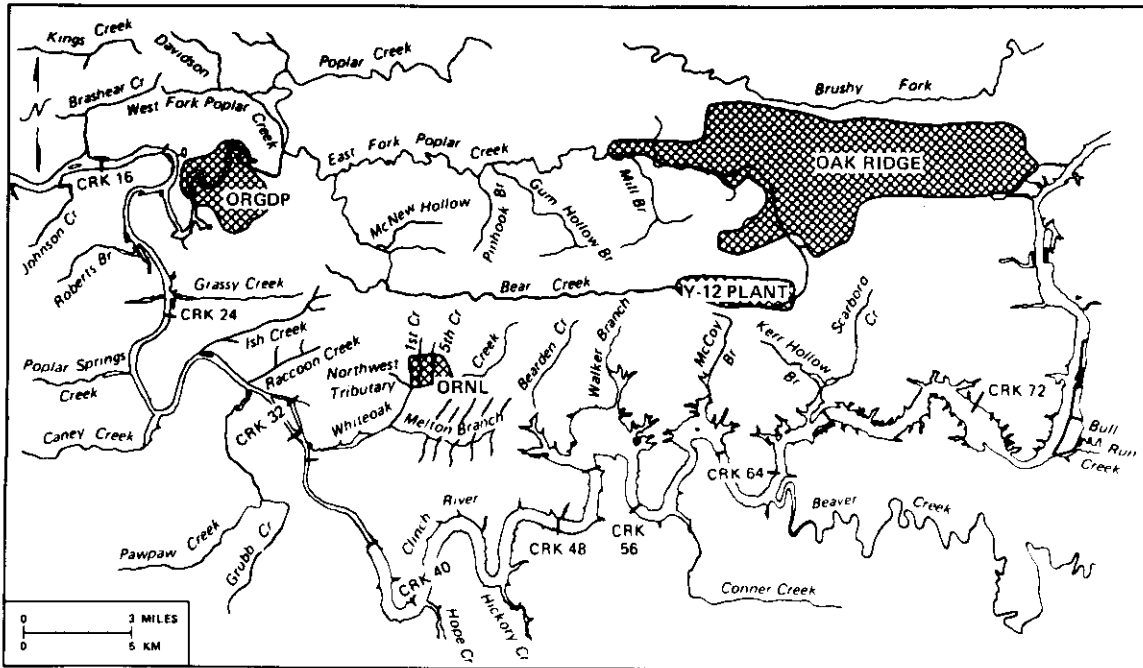 Kings Creek
Davidson
Poplar Creek
Brashear Cr
West Fork Poplar Creek
Brushy Fork
N
East Fork Poplar Creek
OAK RIDGE
CRK 16
ORGDP
Johnson Cr
McNew Hollow
Pinhook Br
Gum Hollow Br
Mill Br
Roberts Br
Grassy Creek
Bear Creek
Y-12 PLANT
CRK 24
Ish Creek
1st Cr
5th Cr
Creek
Bearden Cr
Walker Branch
McCoy Br
Kerr Hollow Br
Scarboro Cr
Poplar Springs Creek
Raccoon Creek
Northwest Tributary
ORNL
CRK 72
Caney Creek
CRK 32
Whiteoak
Melton Branch
Bull Run Creek
CRK 64
Clinch River
Beaver Creek
CRK 48
CRK 56
Pawpaw Creek
Grubb Cr
CRK 40
Conner Creek
Hope Cr
Hickory Cr
0 3 MILES
0 5 KM